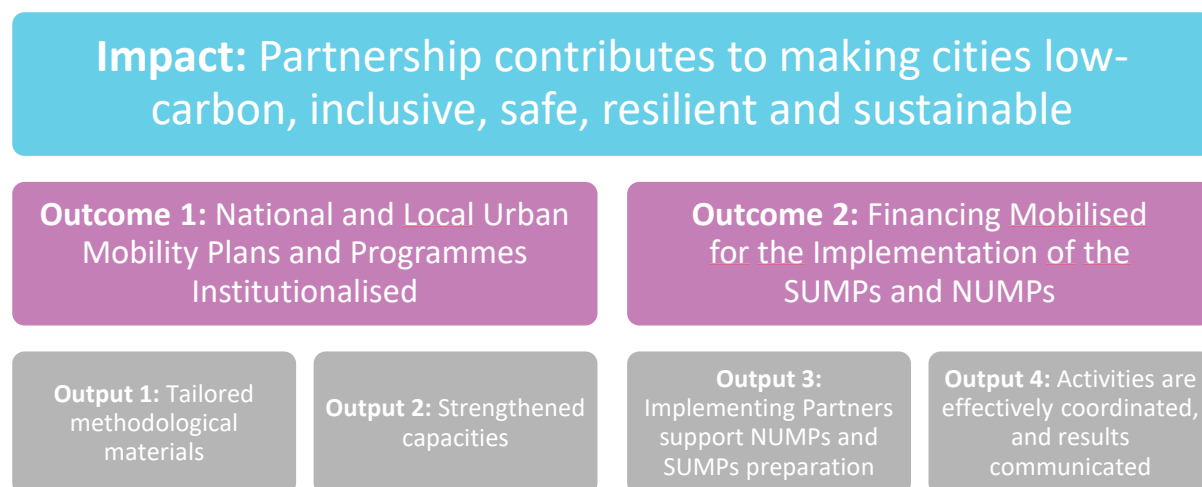 Impact: Partnership contributes to making cities low-
carbon, inclusive, safe, resilient and sustainable
Outcome 1: National and Local Urban
Mobility Plans and Programmes
Institutionalised
Outcome 2: Financing Mobilised
for the Implementation of the
SUMPs and NUMPs
Output 1: Tailored
methodological
materials
Output 2: Strengthened
capacities
Output 3:
Implementing Partners
support NUMPs and
SUMPs preparation
Output 4: Activities are
effectively coordinated,
and results
communicated